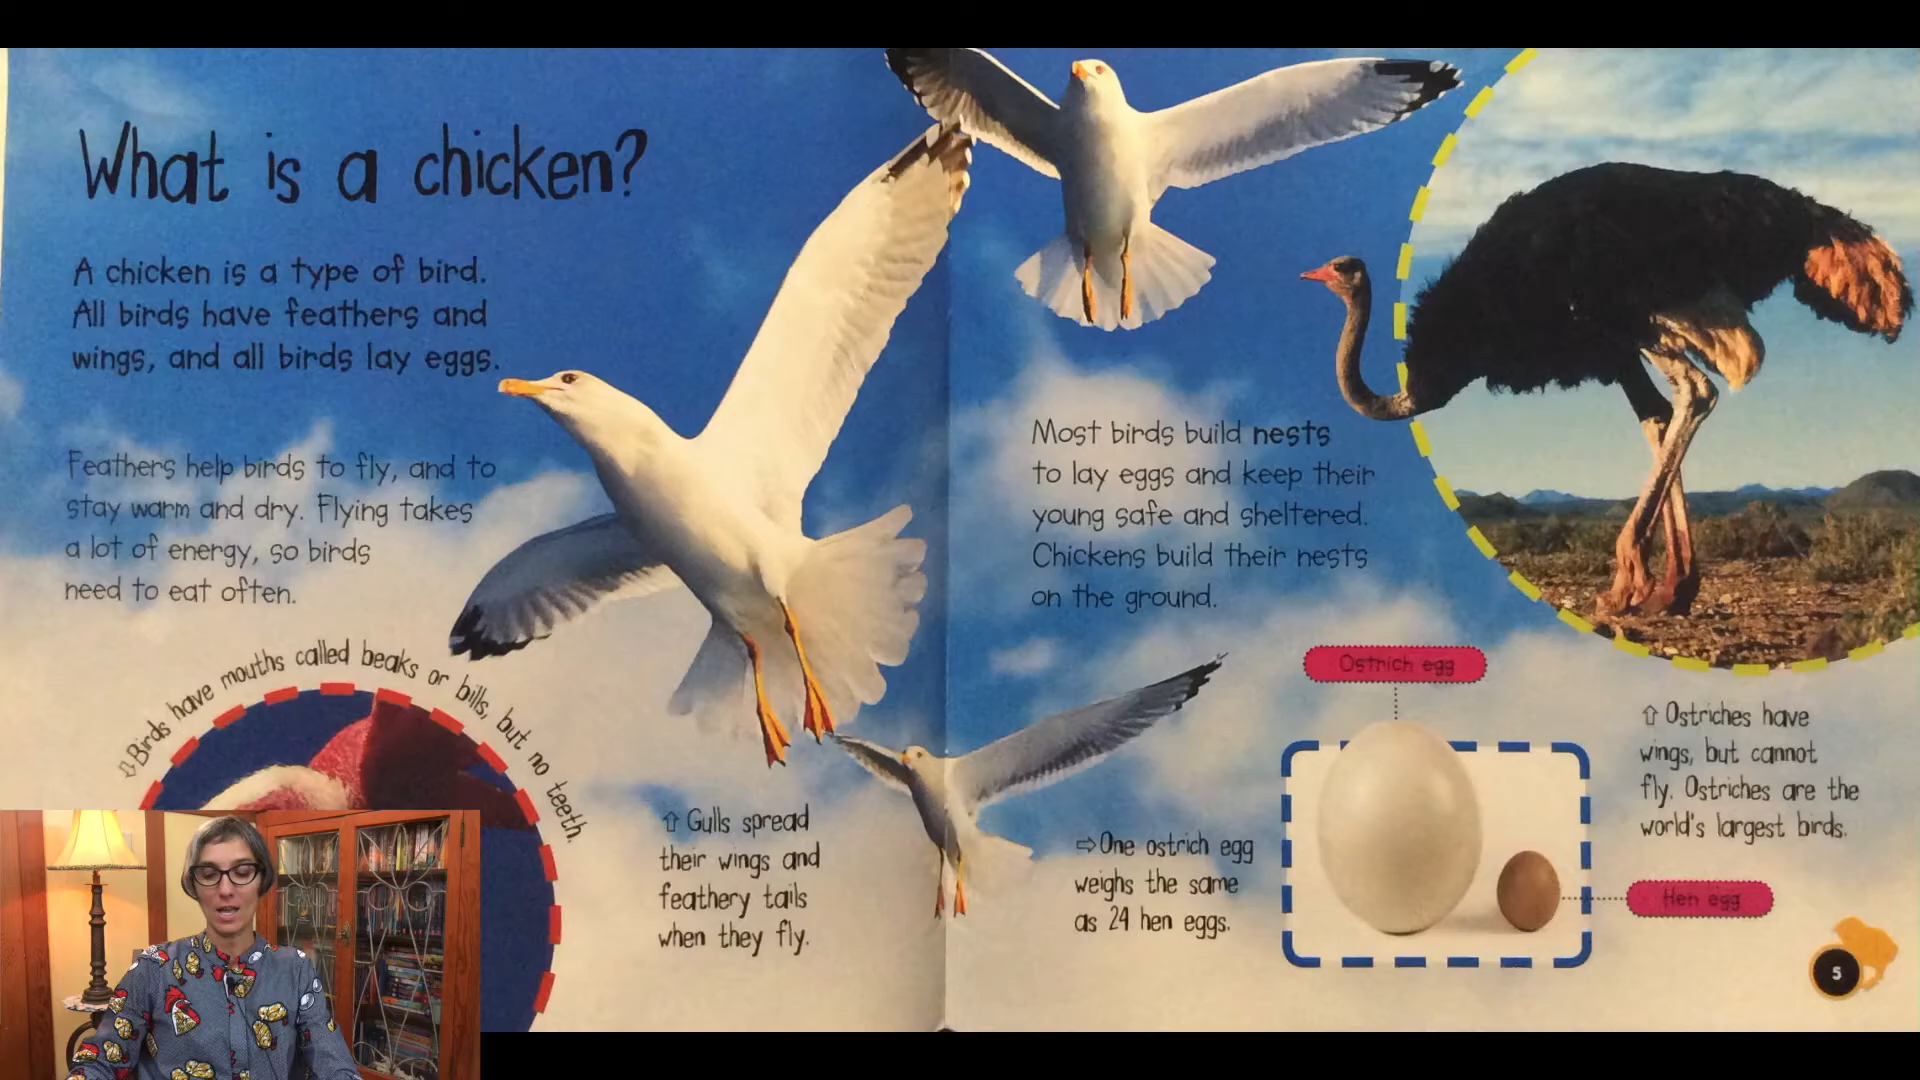 What is a chicken?
A chicken is a type of bird.
All birds have feathers and
wings, and all birds lay eggs.
Feathers help birds to fly, and to
stay warm and dry. Flying takes
a lot of energy, so birds
need to eat often.
⇩Birds have mouths called beaks or bills, but no teeth.
⇧ Gulls spread
their wings and
feathery tails
when they fly.
Most birds build nests
to lay eggs and keep their
young safe and sheltered.
Chickens build their nests
on the ground.
⇨One ostrich egg
weighs the same
as 24 hen eggs.
Ostrich egg
Hen egg
⇧ Ostriches have
wings, but cannot
fly. Ostriches are the
world's largest birds.
5